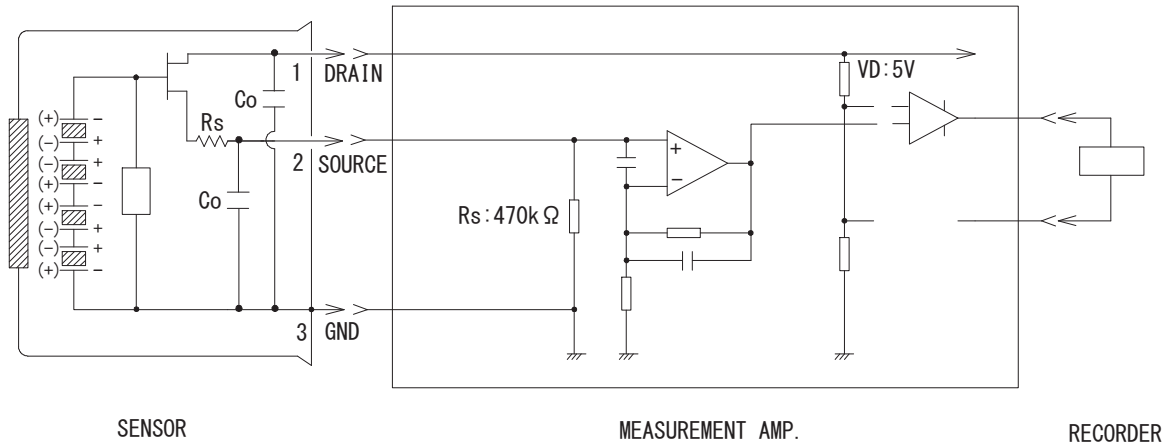 1 DRAIN
VD:5V
Co
Rs
(+) -
(-) +
2 SOURCE
(-) +
(+) -
Co
+
-
(+) -
Rs:470kΩ
(-) +
(-) +
(+) -
3 GND
SENSOR
MEASUREMENT AMP.
RECORDER